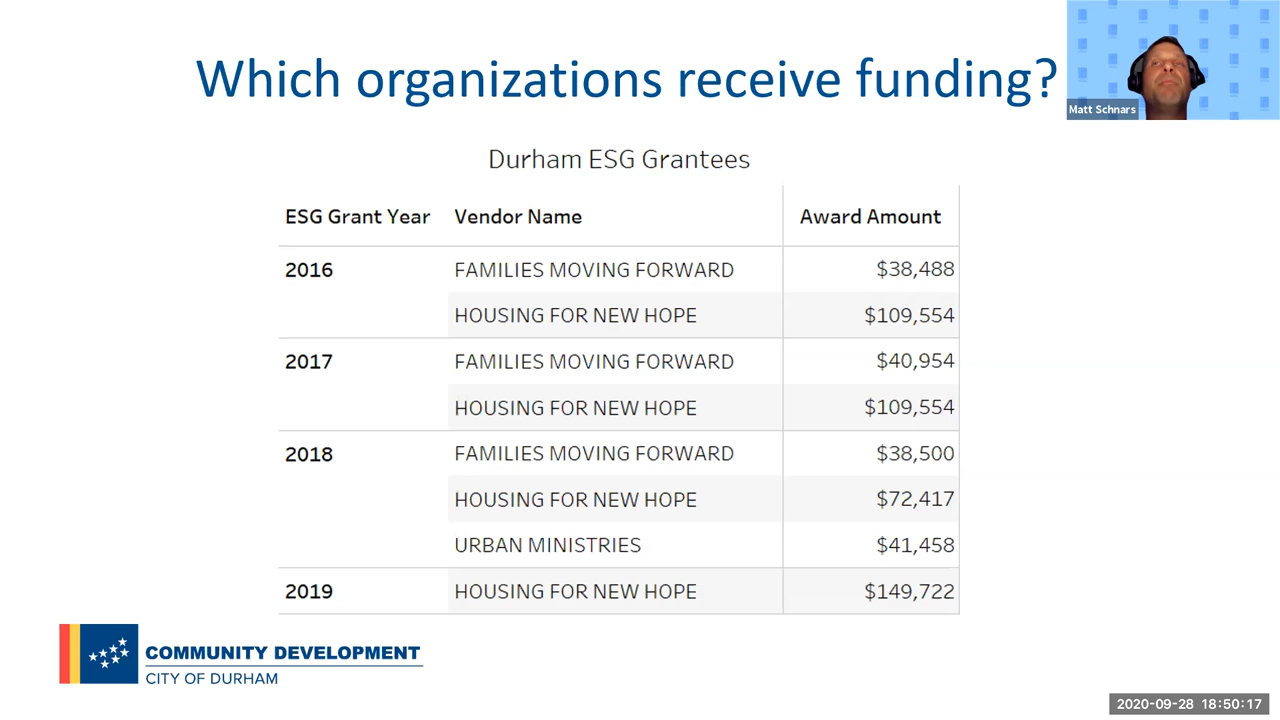 Which organizations receive funding?
Matt Schnars
Durham ESG Grantees
ESG Grant Year Vendor Name Award Amount
2016 FAMILIES MOVING FORWARD $38,488
HOUSING FOR NEW HOPE $109,554
2017 FAMILIES MOVING FORWARD $40,954
HOUSING FOR NEW HOPE $109,554
2018 FAMILIES MOVING FORWARD $38,500
HOUSING FOR NEW HOPE $72,417
URBAN MINISTRIES $41,458
2019 HOUSING FOR NEW HOPE $149,722
COMMUNITY DEVELOPMENT
CITY OF DURHAM
2020-09-28 18:50:17